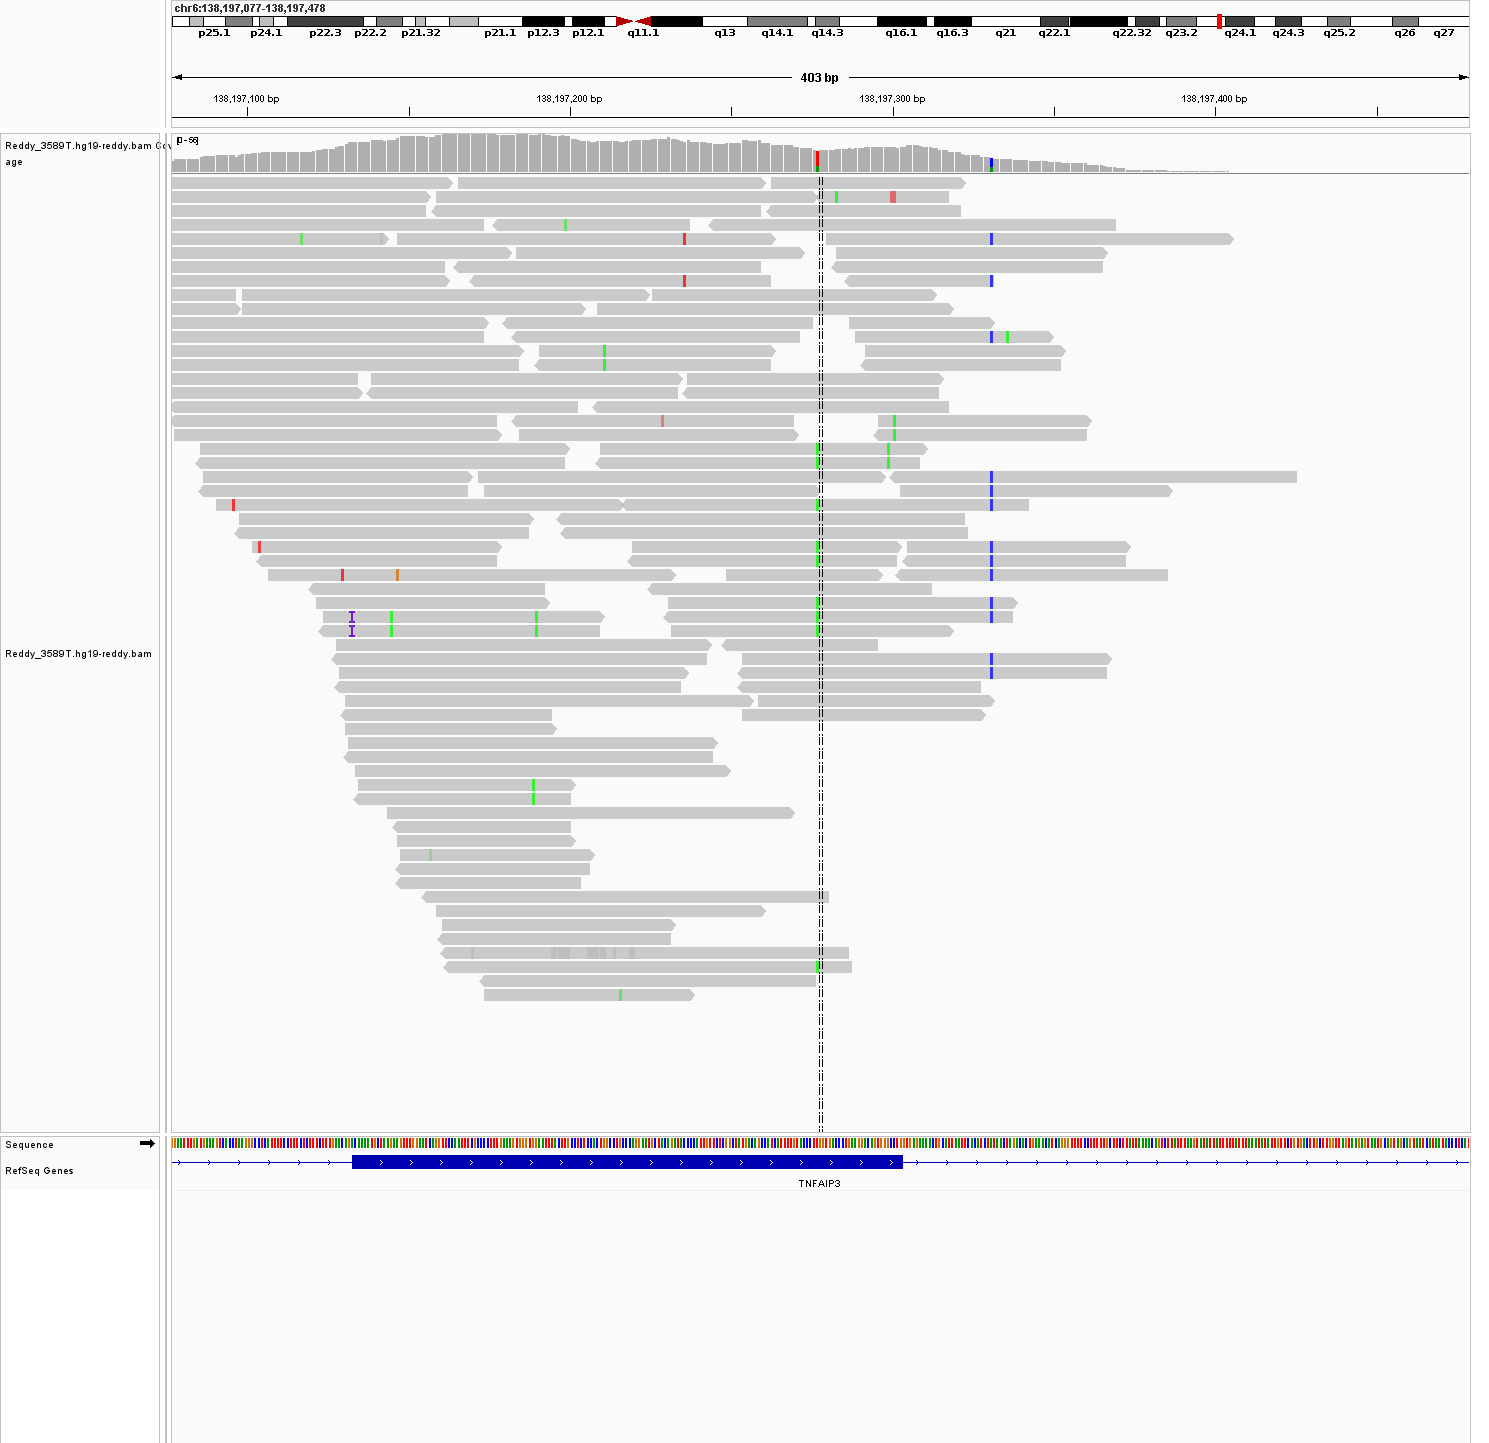 chr6:138,197,077-138,197,478
p25.1 p24.1 p22.3 p22.2 p21.32 p21.1 p12.3 p12.1 q11.1 q13 q14.1 q14.3 q16.1 q16.3 q21 q22.1 q22.32 q23.2 q24.1 q24.3 q25.2 q26 q27
403 bp
138,197,100 bp 138,197,200 bp 138,197,300 bp 138,197,400 bp
[0 - 56]
Reddy_3589T.hg19-reddy.bam Cov
age
Reddy_3589T.hg19-reddy.bam
Sequence
RefSeq Genes
TNFAIP3